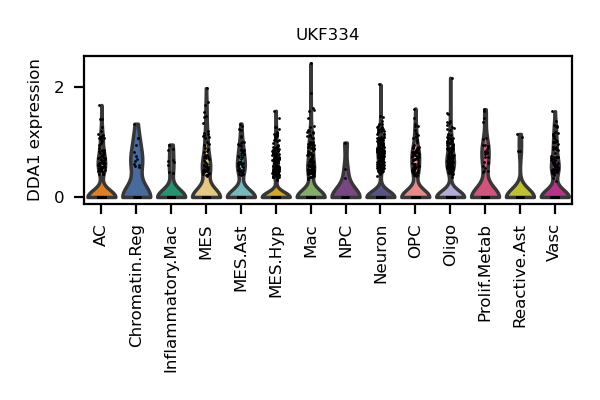 UKF334
DDA1 expression
2
0
AC
Chromatin.Reg
Inflammatory.Mac
MES
MES.Ast
MES.Hyp
Mac
NPC
Neuron
OPC
Oligo
Prolif.Metab
Reactive.Ast
Vasc